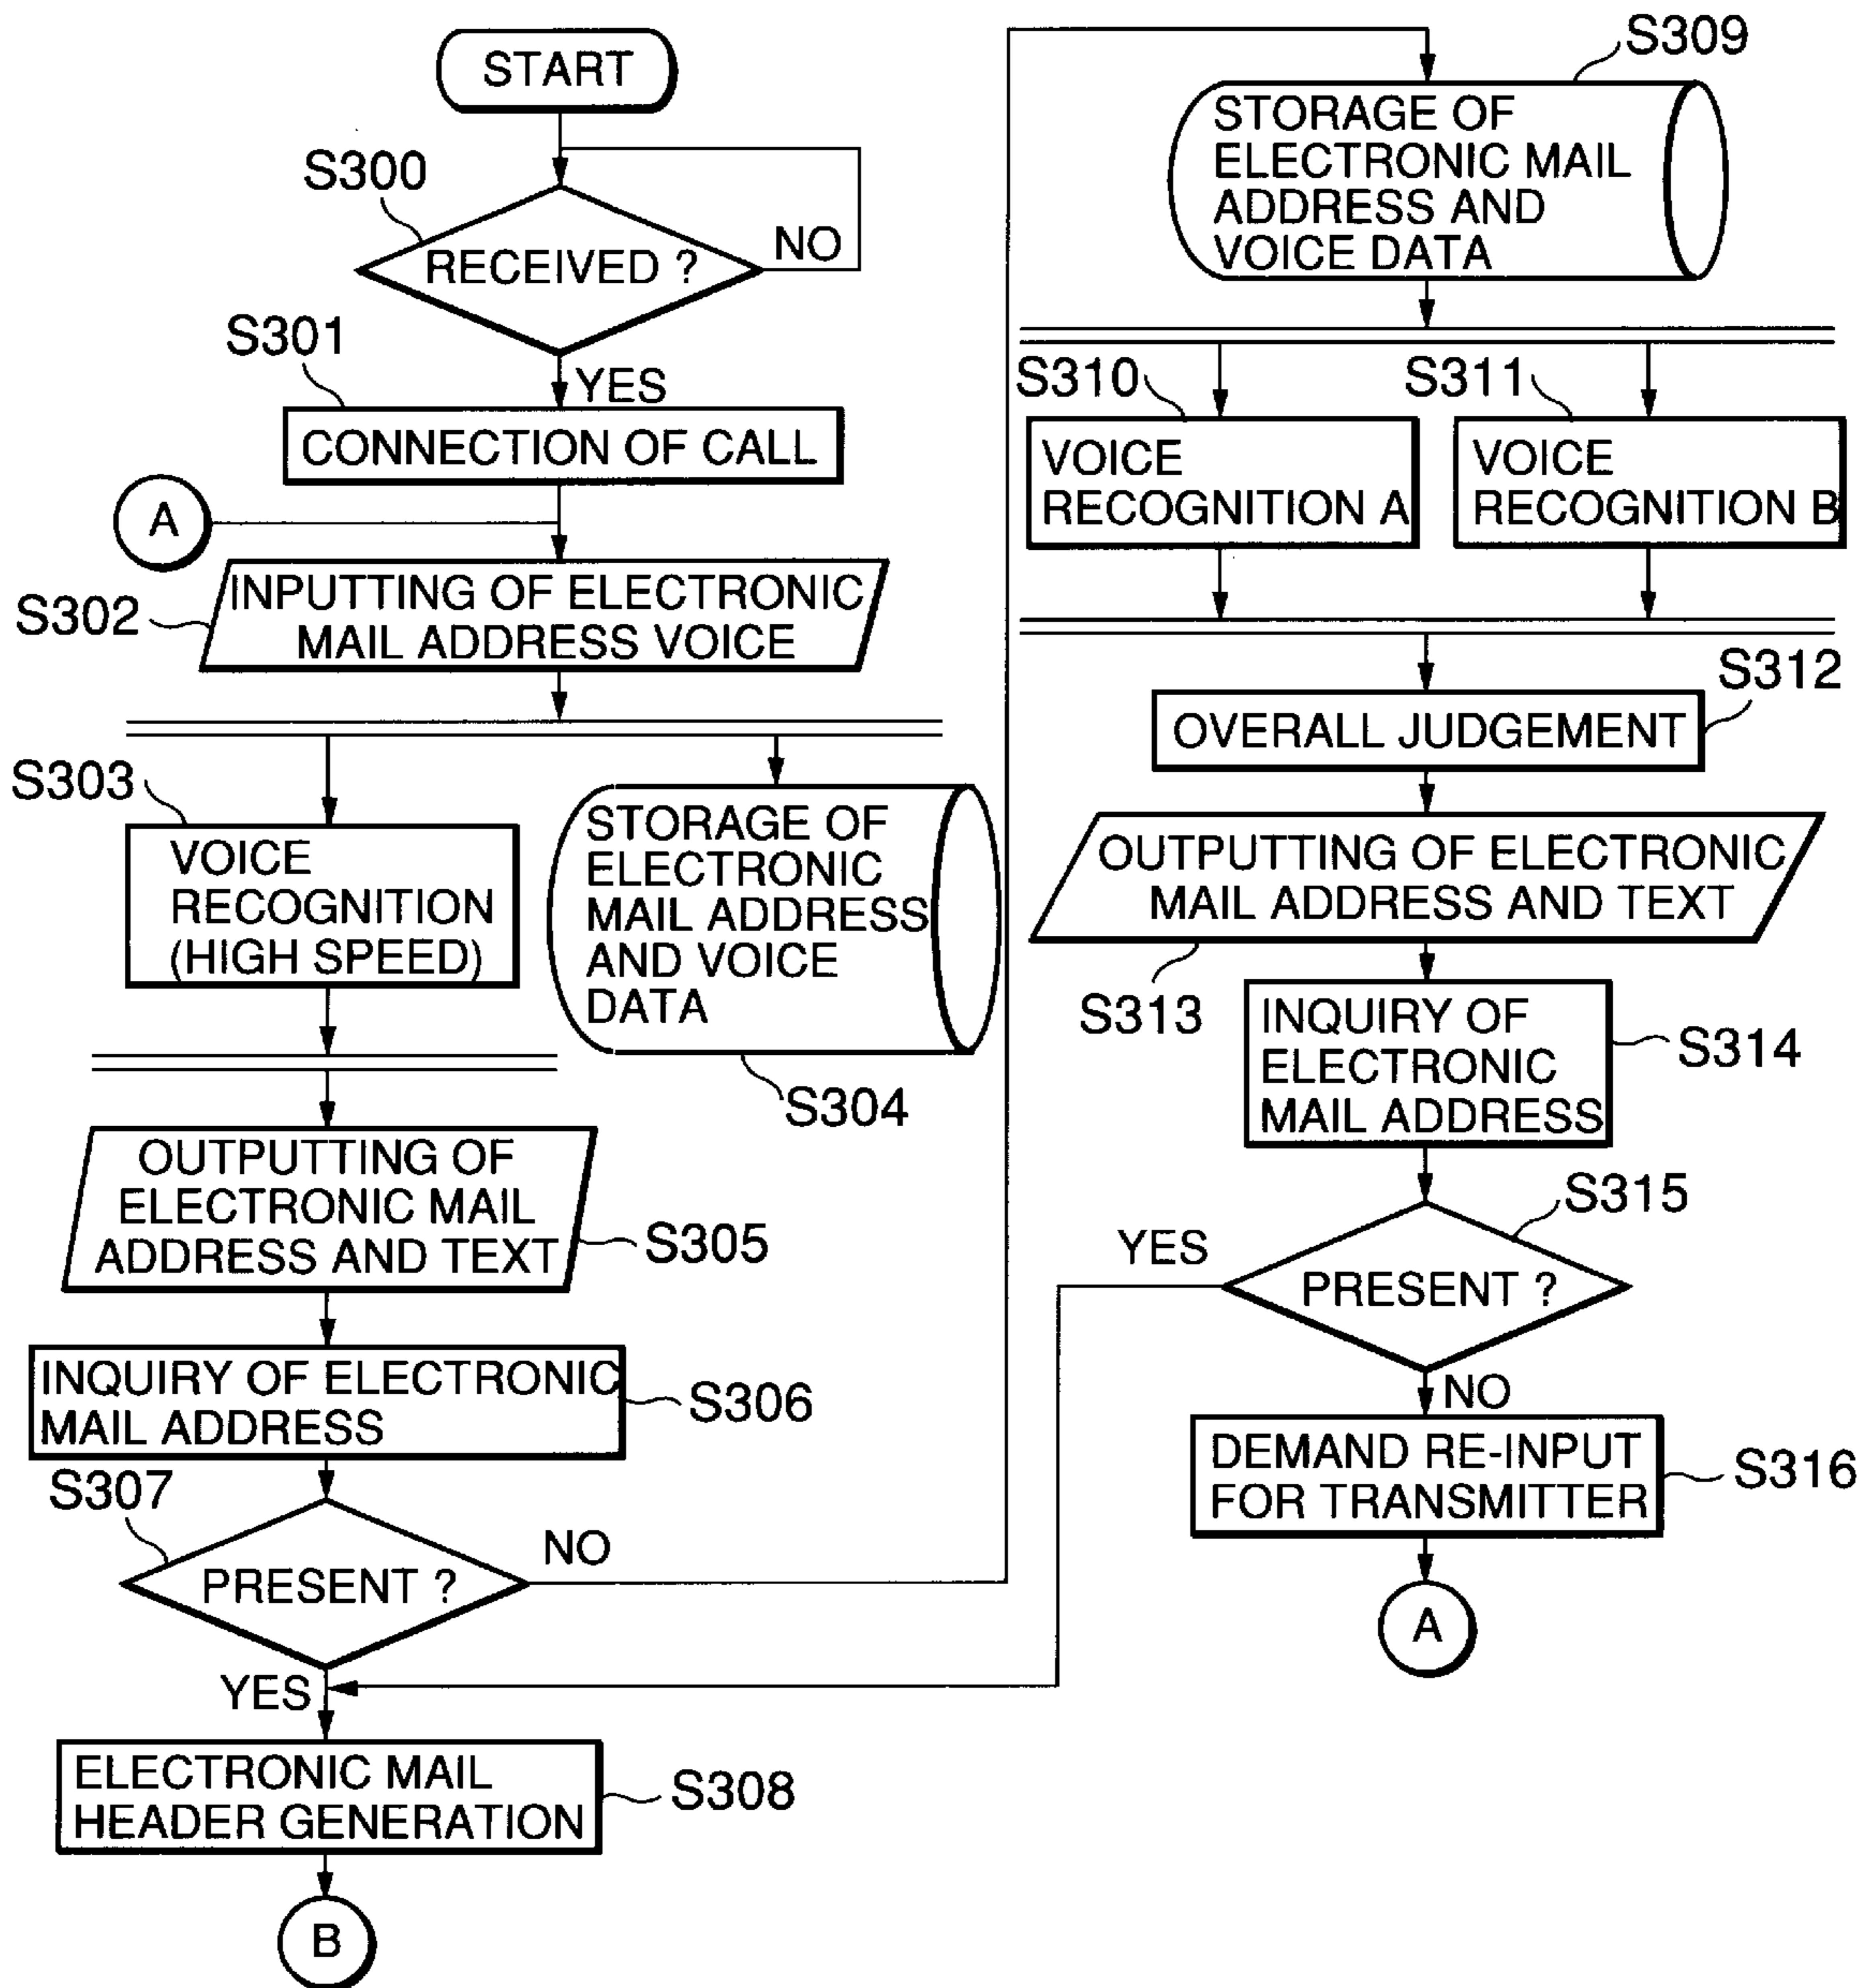 START
S300
RECEIVED ?
NO
S301
YES
CONNECTION OF CALL
A
S302
INPUTTING OF ELECTRONIC
MAIL ADDRESS VOICE
S303
VOICE
RECOGNITION
(HIGH SPEED)
STORAGE OF
ELECTRONIC
MAIL ADDRESS
AND VOICE
DATA
S304
OUTPUTTING OF
ELECTRONIC MAIL
ADDRESS AND TEXT
S305
INQUIRY OF ELECTRONIC
MAIL ADDRESS
S306
S307
PRESENT ?
NO
YES
ELECTRONIC MAIL
HEADER GENERATION
S308
B
S309
STORAGE OF
ELECTRONIC MAIL
ADDRESS AND
VOICE DATA
S310
S311
VOICE
RECOGNITION A
VOICE
RECOGNITION B
S312
OVERALL JUDGEMENT
OUTPUTTING OF ELECTRONIC
MAIL ADDRESS AND TEXT
S313
INQUIRY OF
ELECTRONIC
MAIL ADDRESS
S314
S315
YES
PRESENT ?
NO
DEMAND RE-INPUT
FOR TRANSMITTER
S316
A